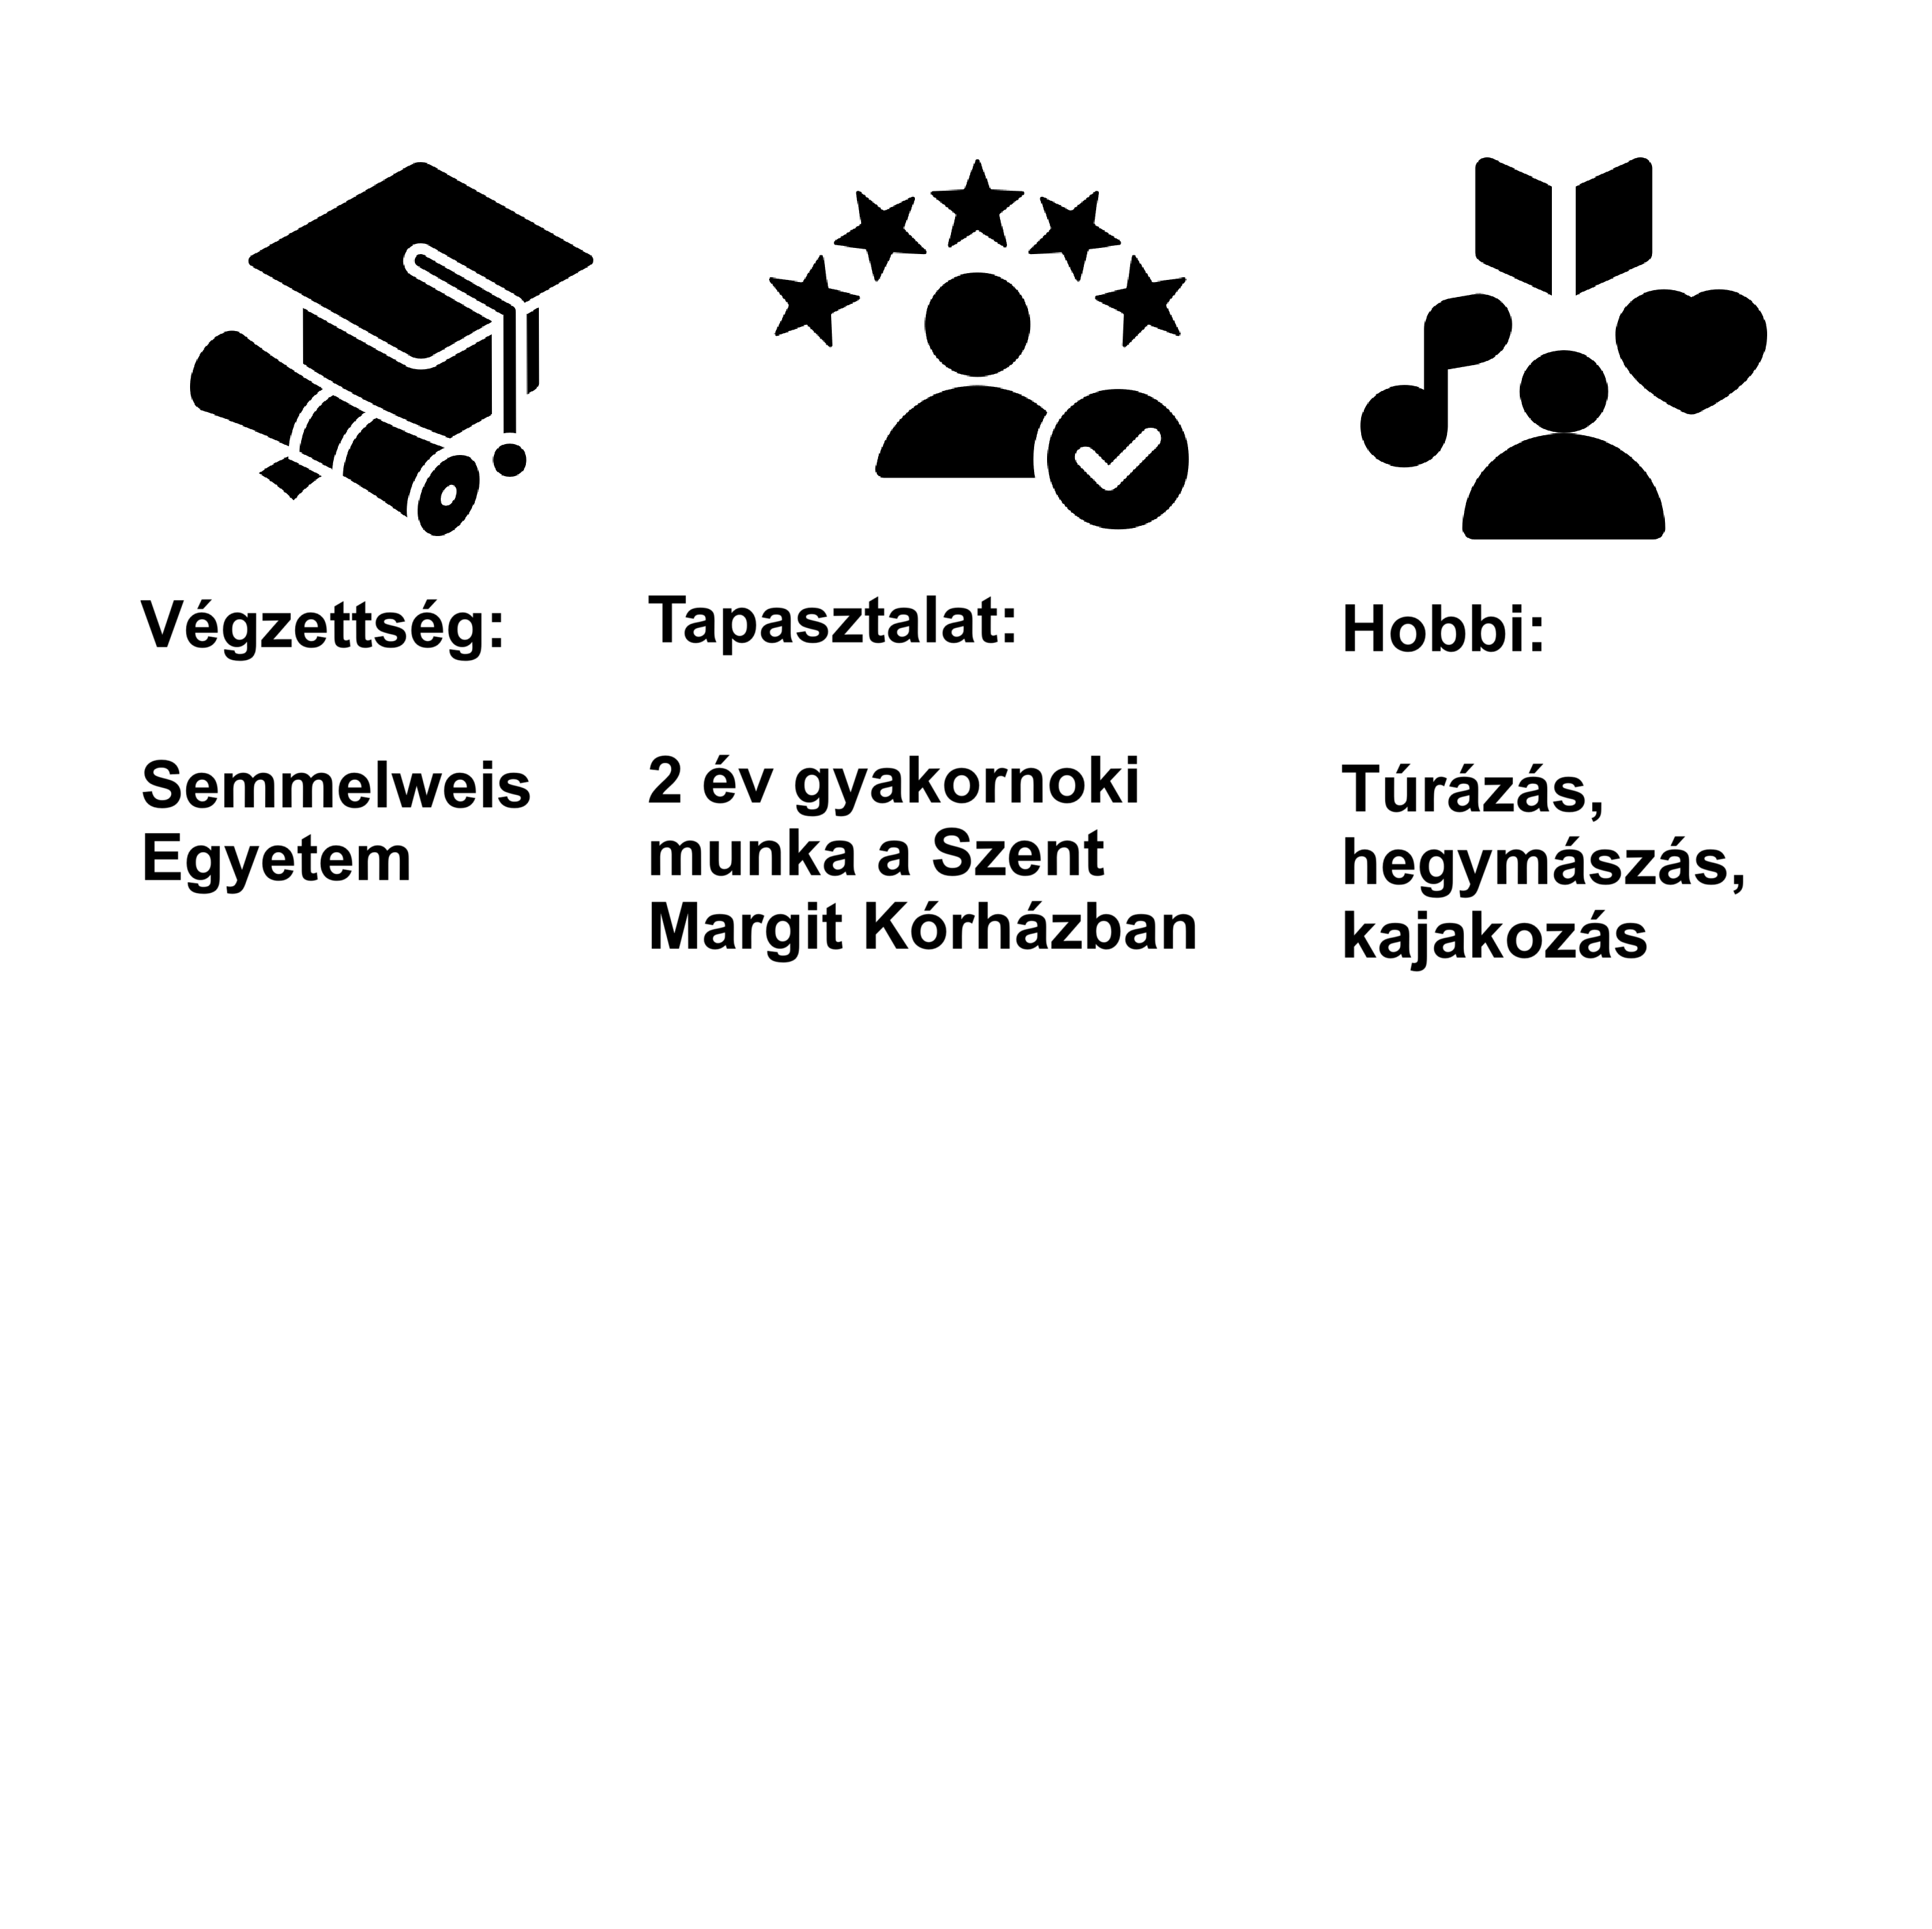 Végzettség:
Semmelweis
Egyetem
Tapasztalat:
2 év gyakornoki
munka a Szent
Margit Kórházban
Hobbi:
Túrázás,
hegymászás,
kajakozás